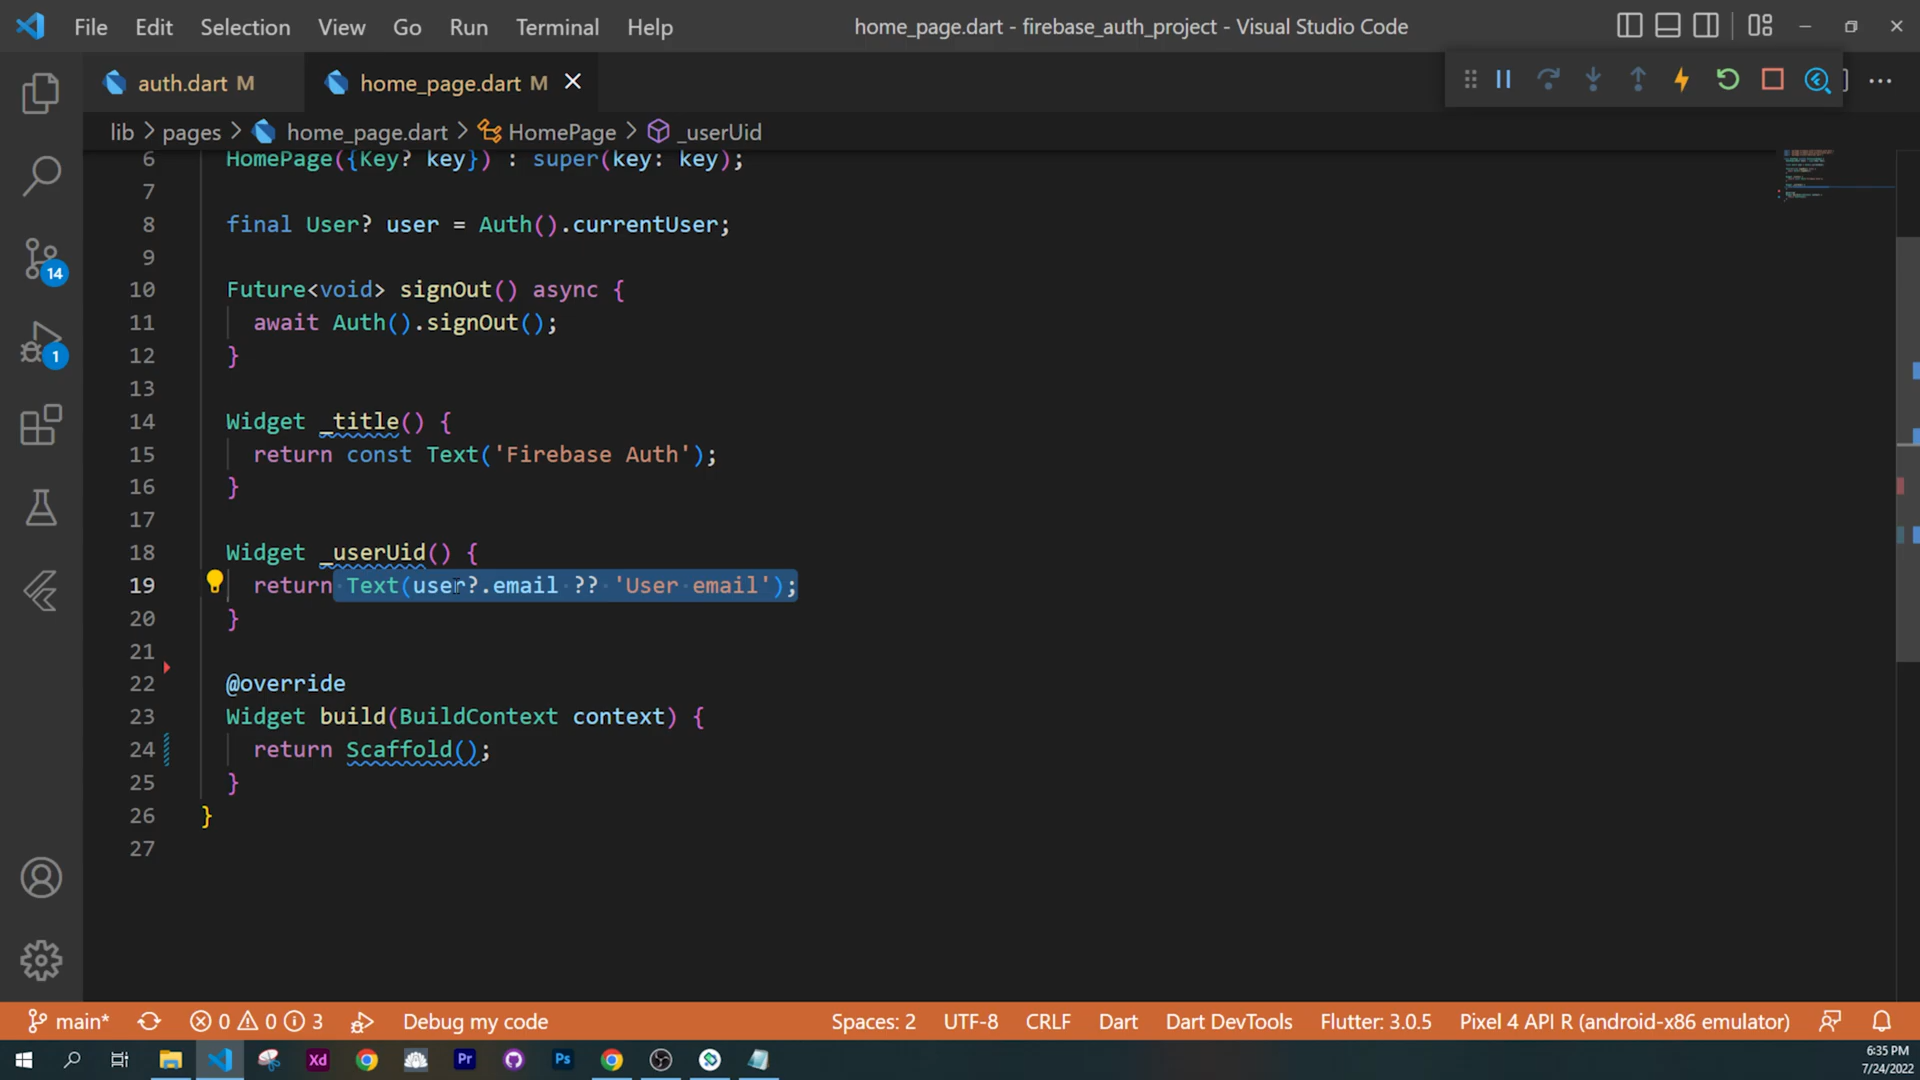 File Edit Selection View Go Run Terminal Help
home_page.dart - firebase_auth_project - Visual Studio Code
auth.dart M
home_page.dart M
lib > pages > home_page.dart > HomePage > _userUid
6 HomePage({Key? key}) : super(key: key);
7
8 final User? user = Auth().currentUser;
9
10 Future<void> signOut() async {
11 await Auth().signOut();
12 }
13
14 Widget _title() {
15 return const Text('Firebase Auth');
16 }
17
18 Widget _userUid() {
19 return Text(user?.email ?? 'User email');
20 }
21
22 @override
23 Widget build(BuildContext context) {
24 return Scaffold();
25 }
26 }
27
14
1
main* 0 0 3 Debug my code
Spaces: 2 UTF-8 CRLF Dart Dart DevTools Flutter: 3.0.5 Pixel 4 API R (android-x86 emulator)
Xd Pr Ps
6:35 PM
7/24/2022